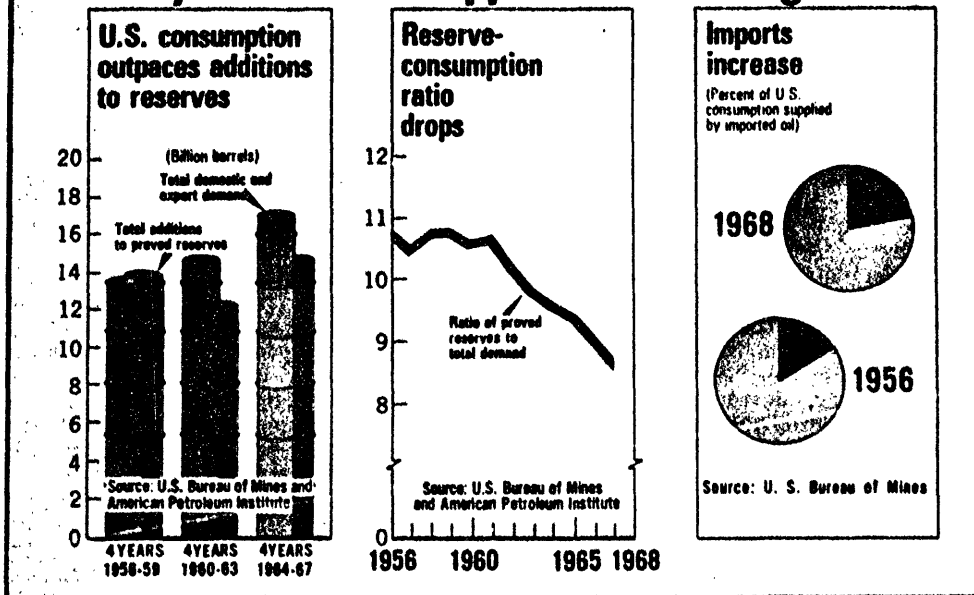 U.S. consumption
outpaces additions
to reserves
(Billion barrels)
Total domestic and
export demand
Total additions
to proved reserves
20
18
16
14
12
10
8
6
4
2
0
Source: U.S. Bureau of Mines and
American Petroleum Institute
4 YEARS
1956-59
4 YEARS
1960-63
4 YEARS
1964-67
Reserve-
consumption
ratio
drops
12
11
10
9
8
0
Ratio of proved
reserves to
total demand
Source: U.S. Bureau of Mines
and American Petroleum Institute
1956 1960 1965 1968
Imports
increase
(Percent of U.S.
consumption supplied
by imported oil)
1968
1956
Source: U. S. Bureau of Mines